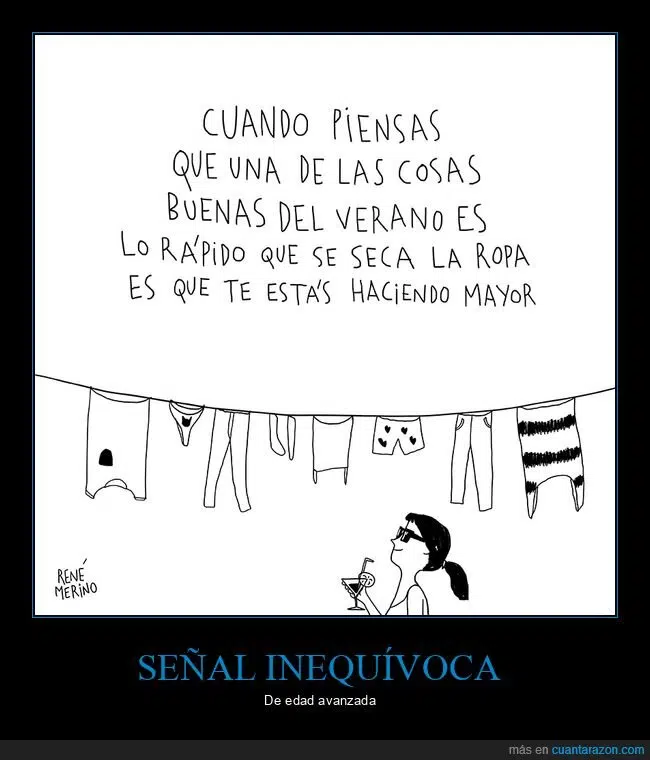 CUANDO PIENSAS
QUE UNA DE LAS COSAS
BUENAS DEL VERANO ES
LO RÁPIDO QUE SE SECA LA ROPA
ES QUE TE ESTÁS HACIENDO MAYOR
RENÉ
MERINO
SEÑAL INEQUÍVOCA
De edad avanzada
más en cuantarazon.com